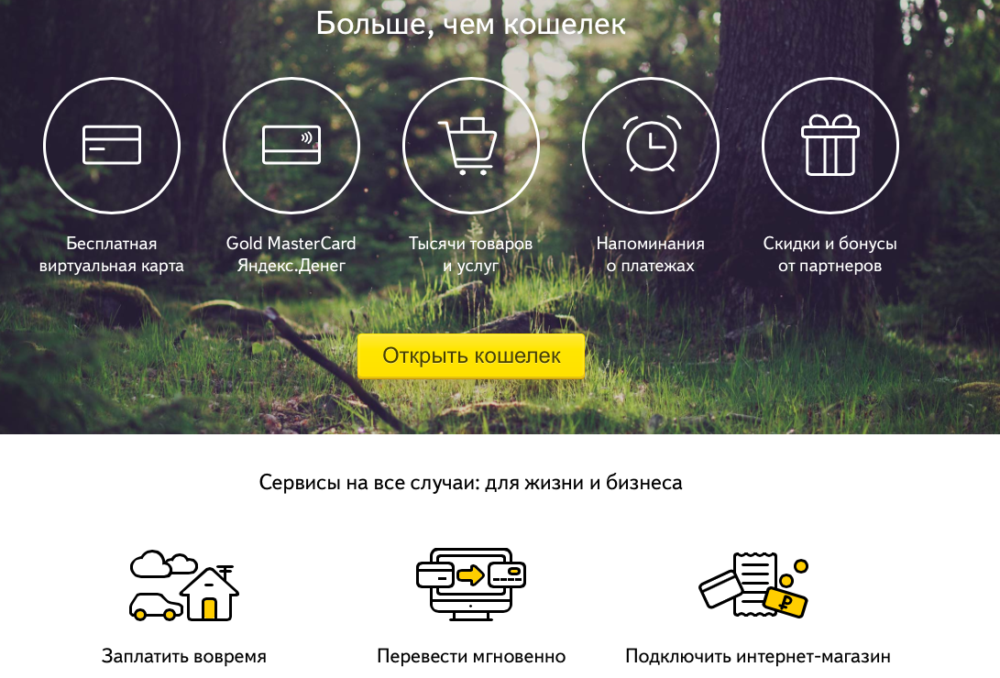 Больше, чем кошелек
Бесплатная
виртуальная карта
Gold MasterCard
Яндекс.Денег
Тысячи товаров
и услуг
Напоминания
о платежах
Скидки и бонусы
от партнеров
Открыть кошелек
Сервисы на все случаи: для жизни и бизнеса
₽
Заплатить вовремя
Перевести мгновенно
Подключить интернет-магазин